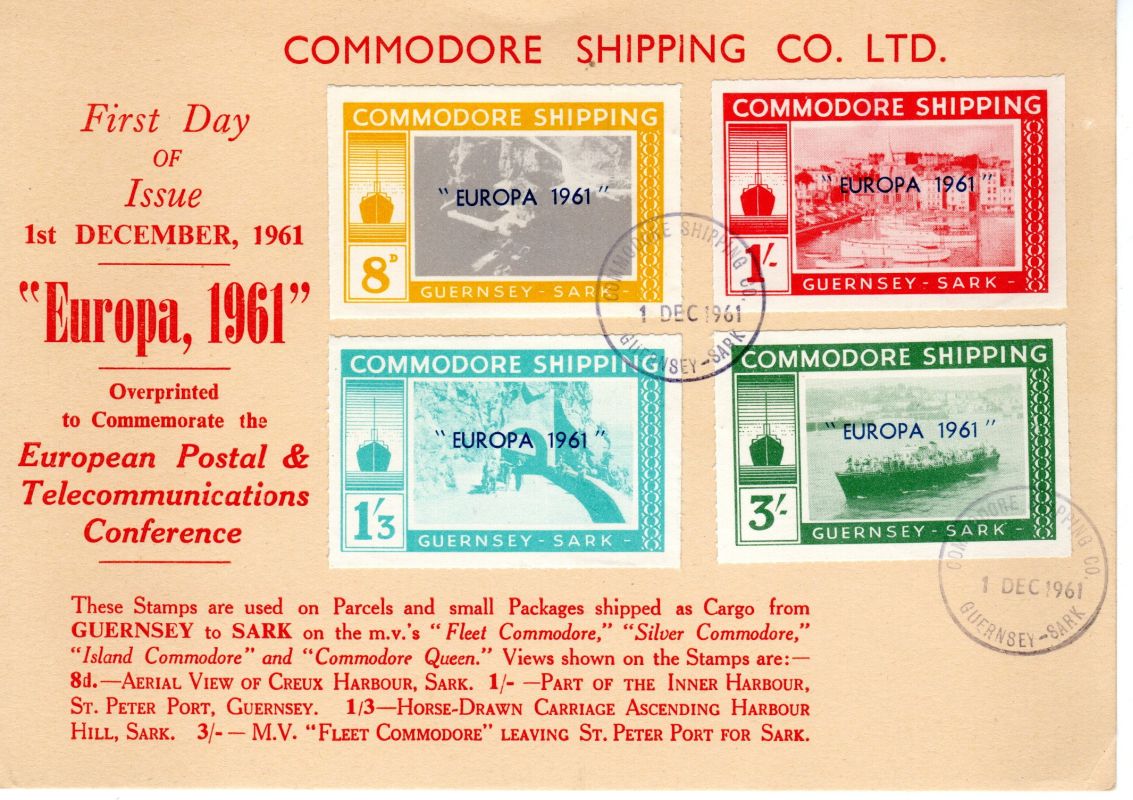 COMMODORE SHIPPING CO. LTD.
First Day
OF
Issue
1st DECEMBER, 1961
"Europa, 1961"
Overprinted
to Commemorate the
European Postal &
Telecommunications
Conference
COMMODORE SHIPPING
"EUROPA 1961"
8D
GUERNSEY - SARK -
COMMODORE SHIPPING
"EUROPA 1961"
1/-
GUERNSEY - SARK -
COMMODORE SHIPPING CO.
1 DEC 1961
GUERNSEY-SARK
COMMODORE SHIPPING
"EUROPA 1961"
1/3
GUERNSEY - SARK -
COMMODORE SHIPPING
"EUROPA 1961"
3/-
GUERNSEY - SARK -
COMMODORE SHIPPING CO.
1 DEC 1961
GUERNSEY-SARK
These Stamps are used on Parcels and small Packages shipped as Cargo from
GUERNSEY to SARK on the m.v.'s "Fleet Commodore," "Silver Commodore,"
"Island Commodore" and "Commodore Queen." Views shown on the Stamps are:—
8d.—AERIAL VIEW OF CREUX HARBOUR, SARK. 1/- —PART OF THE INNER HARBOUR,
ST. PETER PORT, GUERNSEY. 1/3—HORSE-DRAWN CARRIAGE ASCENDING HARBOUR
HILL, SARK. 3/- — M.V. "FLEET COMMODORE" LEAVING ST. PETER PORT FOR SARK.